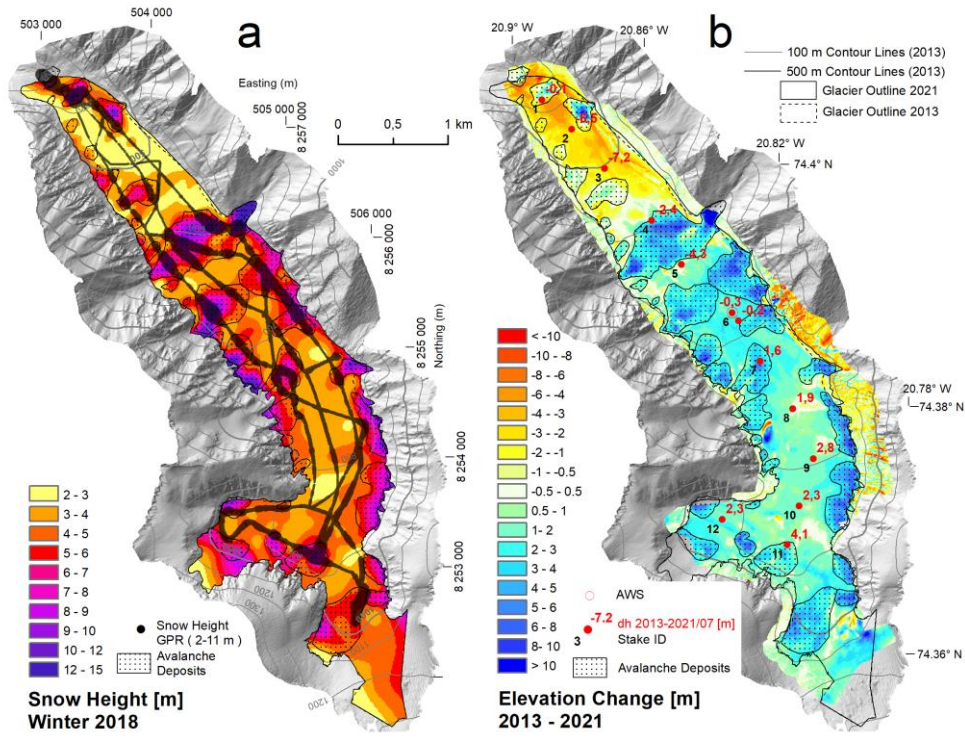 a
503 000
504 000
Easting (m)
505 000
8 257 000
0
0,5
1 km
1000
900
506 000
8 256 000
8 255 000
Northing (m)
8 254 000
8 253 000
1200
1300
1100
1200
2 - 3
3 - 4
4 - 5
5 - 6
6 - 7
7 - 8
8 - 9
9 - 10
10 - 12
12 - 15
Snow Height
GPR ( 2-11 m )
Avalanche
Deposits
Snow Height [m]
Winter 2018
b
20.9 °
20.86 °
20.82 °
74.4° N
20.78 °
74.38°
74.36°
100 m Contour Lines (2013)
500 m Contour Lines (2013)
Glacier Outline 2021
Glacier Outline 2013
-0,1
1
-6,5
2
-7,2
3
4
5
-0,3
-0,2
6
1,6
7
1,9
8
2,8
9
2,3
10
2,3
12
4,1
11
< -10
-10 - -8
-8 - -6
-6 - -4
-4 - -3
-3 - -2
-2 - -1
-1 - -0.5
-0.5 - 0.5
0.5 - 1
1 - 2
2 - 3
3 - 4
4 - 5
5 - 6
6 - 8
8- 10
> 10
AWS
-7.2
dh 2013-2021/07 [m]
3
Stake ID
Avalanche Deposits
Elevation Change [m]
2013 - 2021